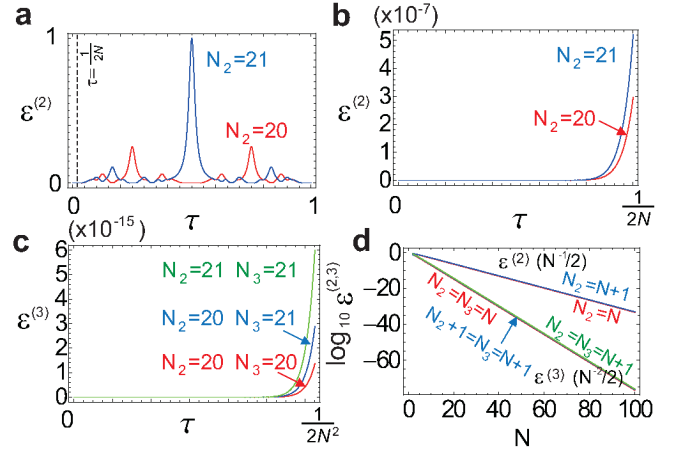 a
1
ε(2)
0
τ= 1/2N
N2=21
N2=20
0
τ
1
b
(x10-7)
5
4
3
2
1
0
ε(2)
N2=21
N2=20
0
τ
1/2N
c
(x10-15)
6
5
4
3
2
1
0
ε(3)
N2=21 N3=21
N2=20 N3=21
N2=20 N3=20
0
τ
1/2N2
d
0
−20
−40
−60
log10 ε(2,3)
ε(2) (N-1/2)
N2=N+1
N2=N
N2=N3=N
N2+1=N3=N+1
N2=N3=N+1
ε(3) (N-2/2)
0 20 40 60 80 100
N